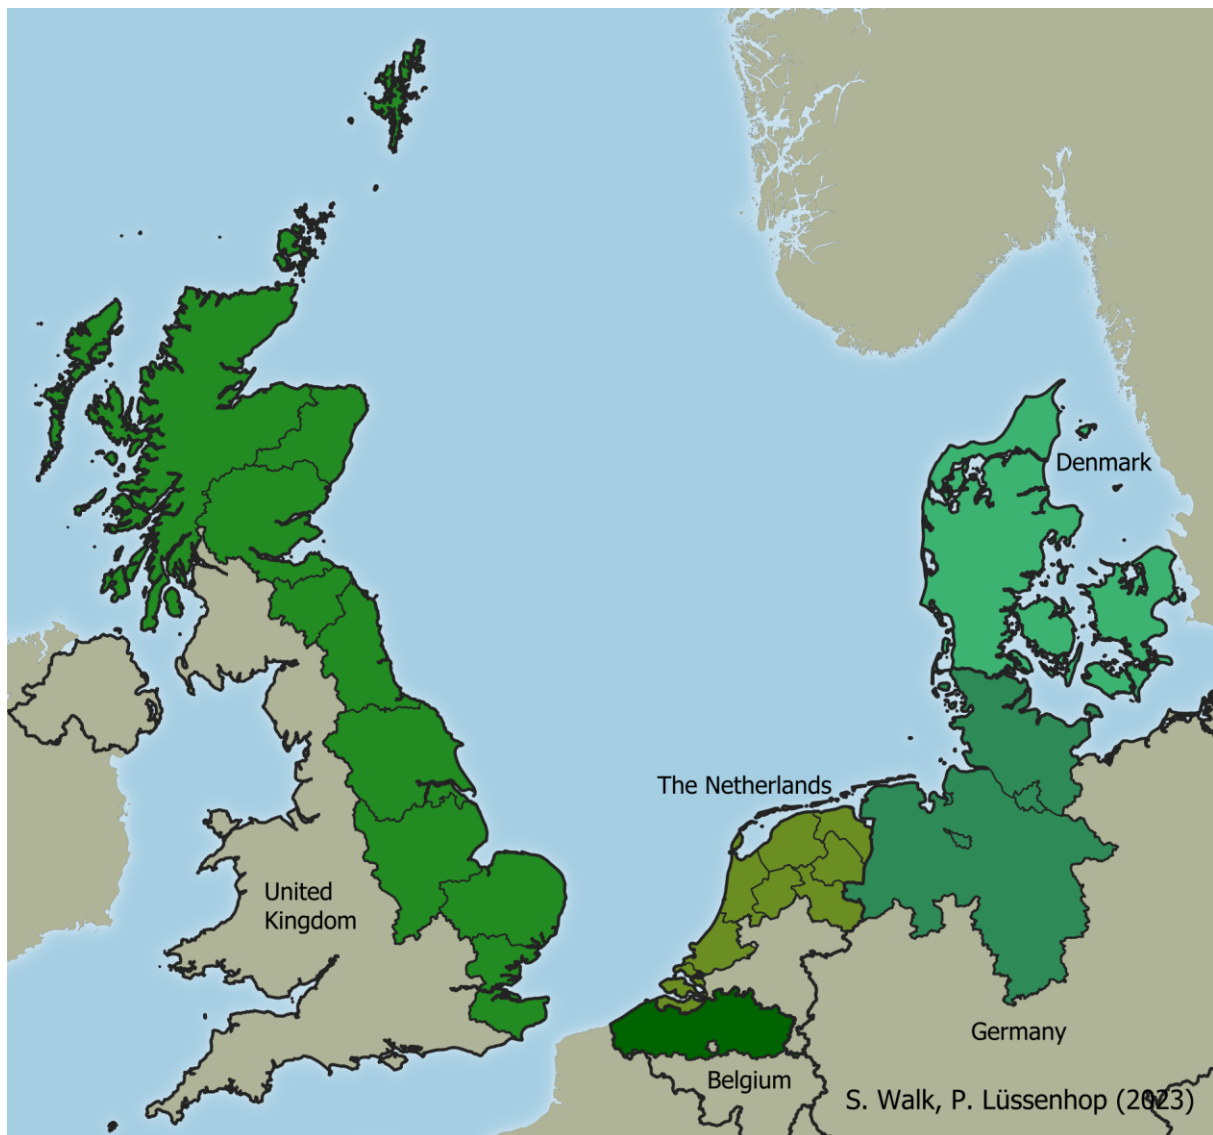 Denmark
The Netherlands
United
Kingdom
Germany
Belgium
S. Walk, P. Lüssenhop (2023)